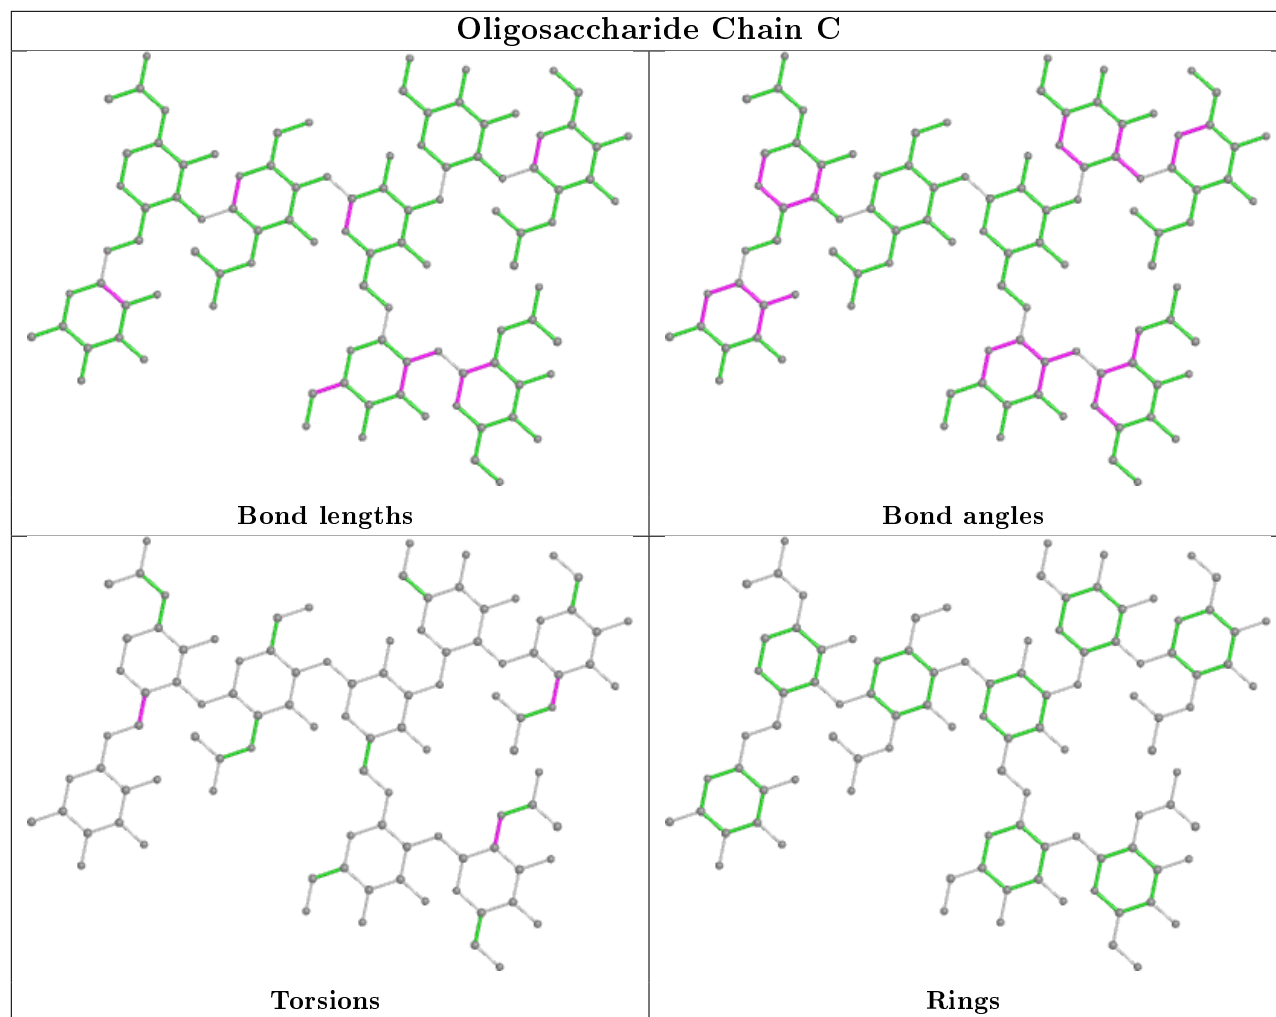 Oligosaccharide Chain C
Bond lengths
Bond angles
Torsions
Rings